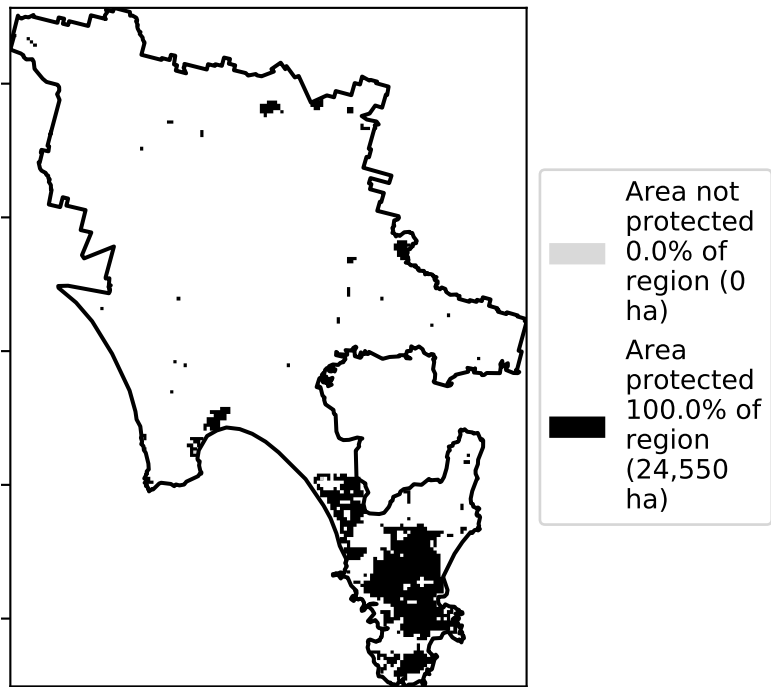 Area not
protected
0.0% of
region (0
ha)
Area
protected
100.0% of
region
(24,550
ha)